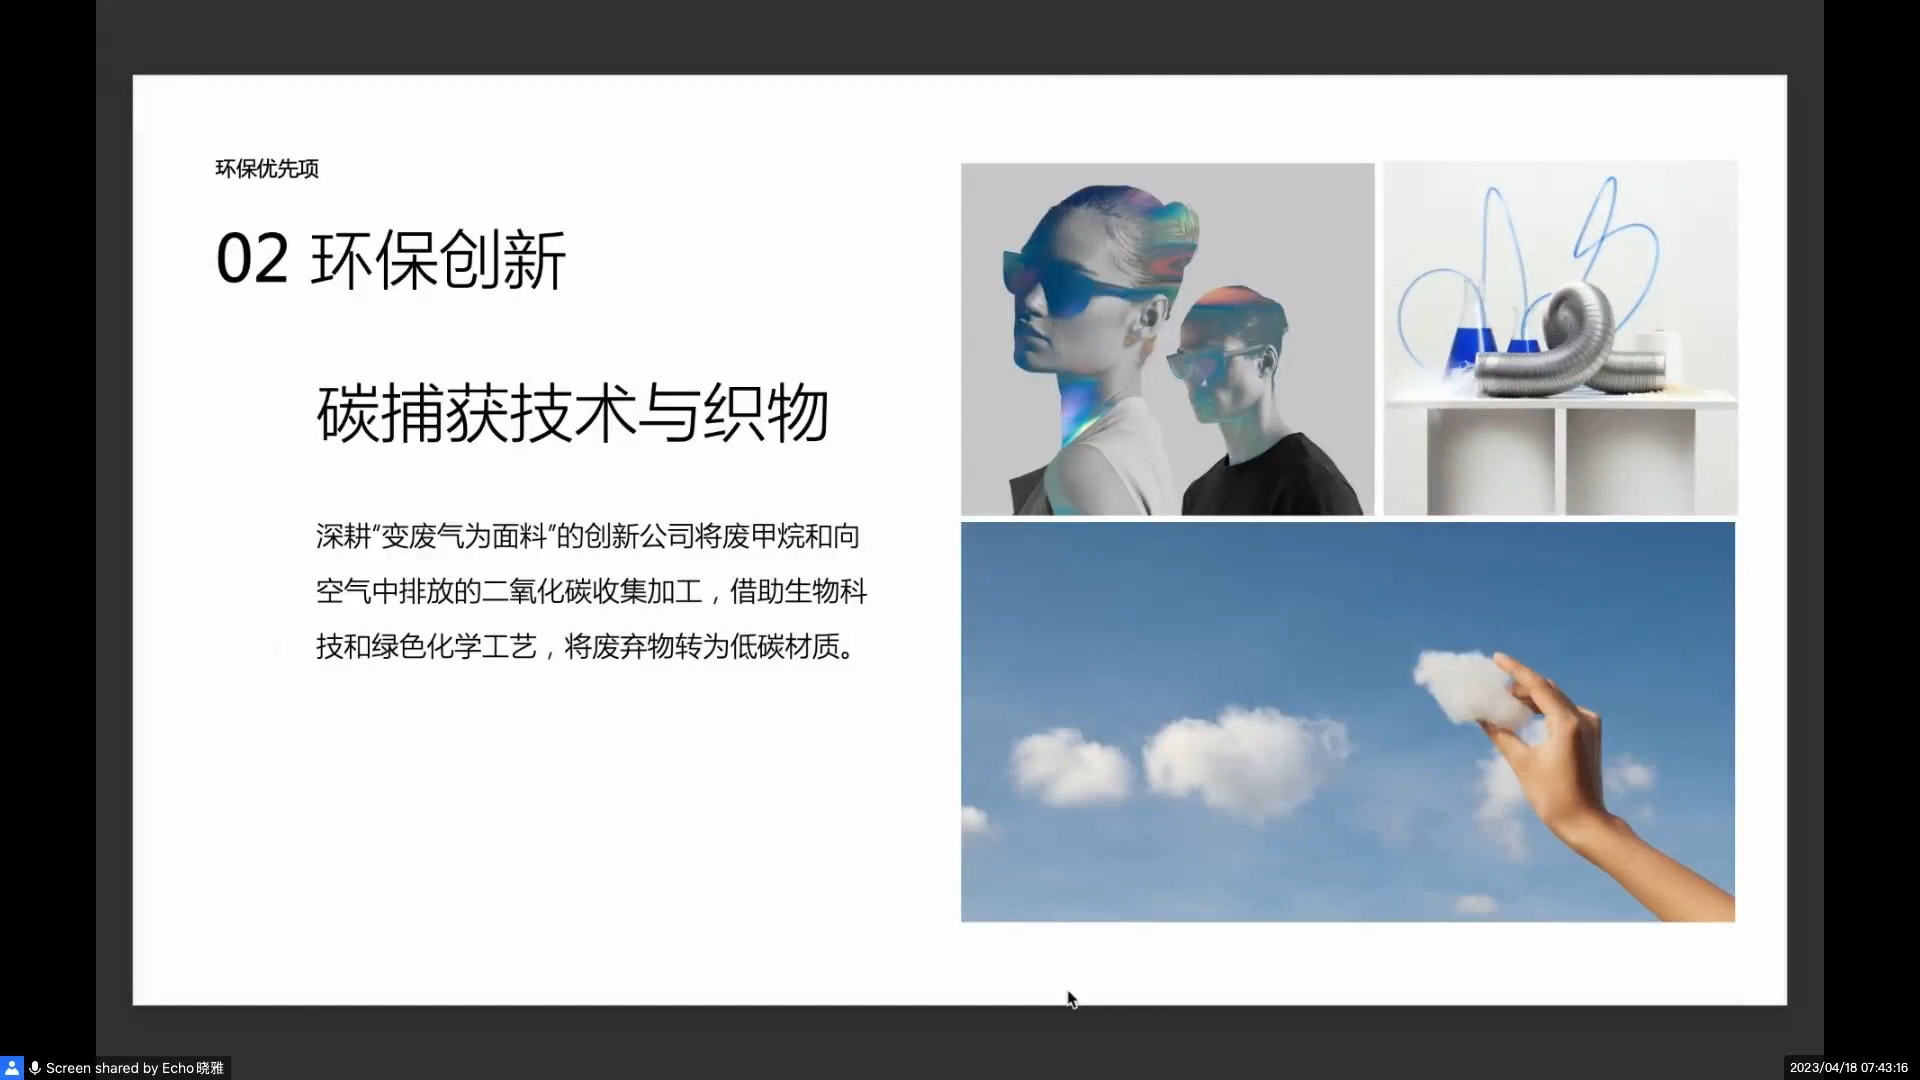 环保优先项
02 环保创新
碳捕获技术与织物
深耕“变废气为面料”的创新公司将废甲烷和向
空气中排放的二氧化碳收集加工，借助生物科
技和绿色化学工艺，将废弃物转为低碳材质。
Screen shared by Echo晓雅
2023/04/18 07:43:16